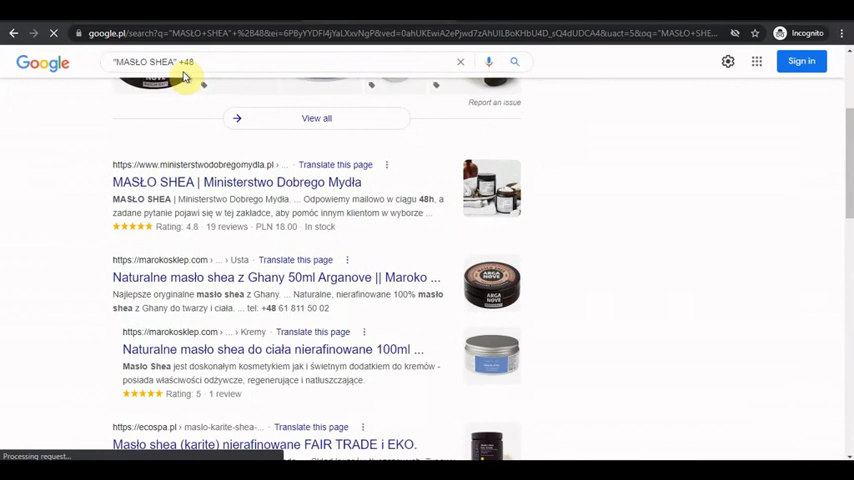 google.pl/search?q="MASŁO+SHEA"+%2B48&ei=6PByYYDFI4jYaLXxvNgP&ved=0ahUKEwiA2ePjwd7zAhUILBoKHbU4D_sQ4dUDCA4&uact=5&oq="MASŁO+SHE...
Incognito
Google
"MASŁO SHEA" +48
Sign in
Report an issue
View all
https://www.ministerstwodobregomydla.pl › ... Translate this page
MASŁO SHEA | Ministerstwo Dobrego Mydła
MASŁO SHEA | Ministerstwo Dobrego Mydła. ... Odpowiemy mailowo w ciągu 48h, a
zadane pytanie pojawi się w tej zakładce, aby pomóc innym klientom w wyborze ...
Rating: 4.8 · 19 reviews · PLN 18.00 · In stock
https://marokosklep.com › ... › Usta Translate this page
Naturalne masło shea z Ghany 50ml Arganove || Maroko ...
Najlepsze oryginalne masło shea z Ghany. ... Naturalne, nierafinowane 100% masło
shea z Ghany do twarzy i ciała. ... tel: +48 61 811 50 02
https://marokosklep.com › ... › Kremy Translate this page
Naturalne masło shea do ciała nierafinowane 100ml ...
Masło Shea jest doskonałym kosmetykiem jak i świetnym dodatkiem do kremów -
posiada właściwości odżywcze, regenerujące i natłuszczające.
Rating: 5 · 1 review
https://ecospa.pl › maslo-karite-shea-... Translate this page
Masło shea (karite) nierafinowane FAIR TRADE i EKO.
Processing request...
ARGA
NOVE